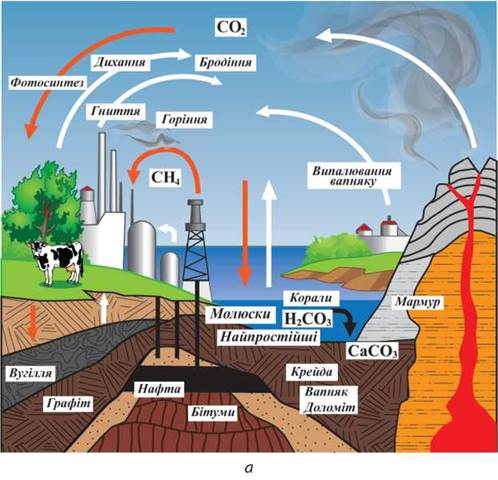 CO2
Дихання
Бродіння
Фотосинтез
Гниття
Горіння
CH4
Випалювання
вапняку
Корали
Мармур
Молюски
H2CO3
Найпростійші
CaCO3
Вугілля
Крейда
Нафта
Вапняк
Графіт
Доломіт
Бітуми
а